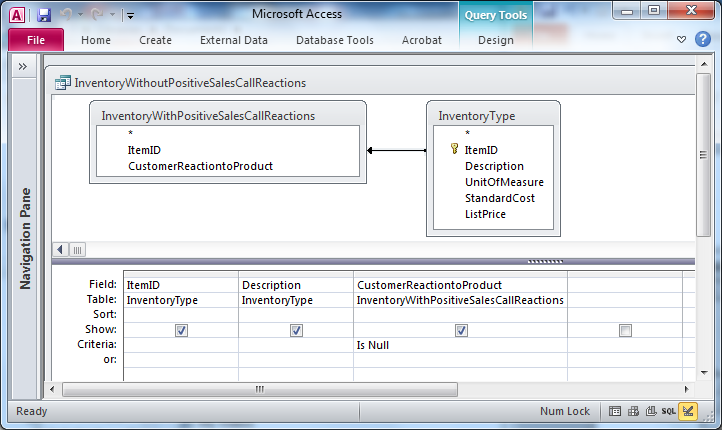 Microsoft Access
Query Tools
File Home Create External Data Database Tools Acrobat Design
InventoryWithoutPositiveSalesCallReactions
InventoryWithPositiveSalesCallReactions
*
ItemID
CustomerReactiontoProduct
InventoryType
*
ItemID
Description
UnitOfMeasure
StandardCost
ListPrice
Navigation Pane
Field: ItemID Description CustomerReactiontoProduct
Table: InventoryType InventoryType InventoryWithPositiveSalesCallReactions
Sort:
Show:
Criteria: Is Null
or:
Ready Num Lock SQL